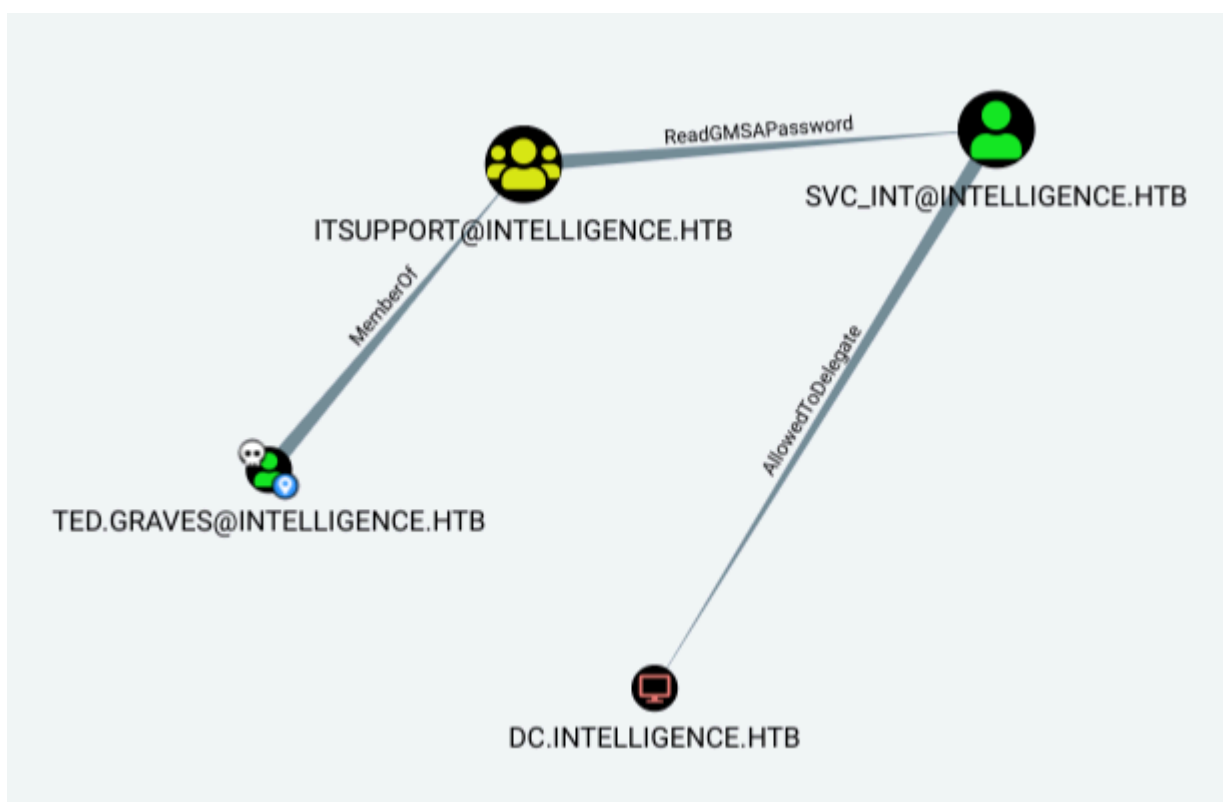 ReadGMSAPassword
SVC_INT@INTELLIGENCE.HTB
ITSUPPORT@INTELLIGENCE.HTB
MemberOf
AllowedToDelegate
TED.GRAVES@INTELLIGENCE.HTB
DC.INTELLIGENCE.HTB